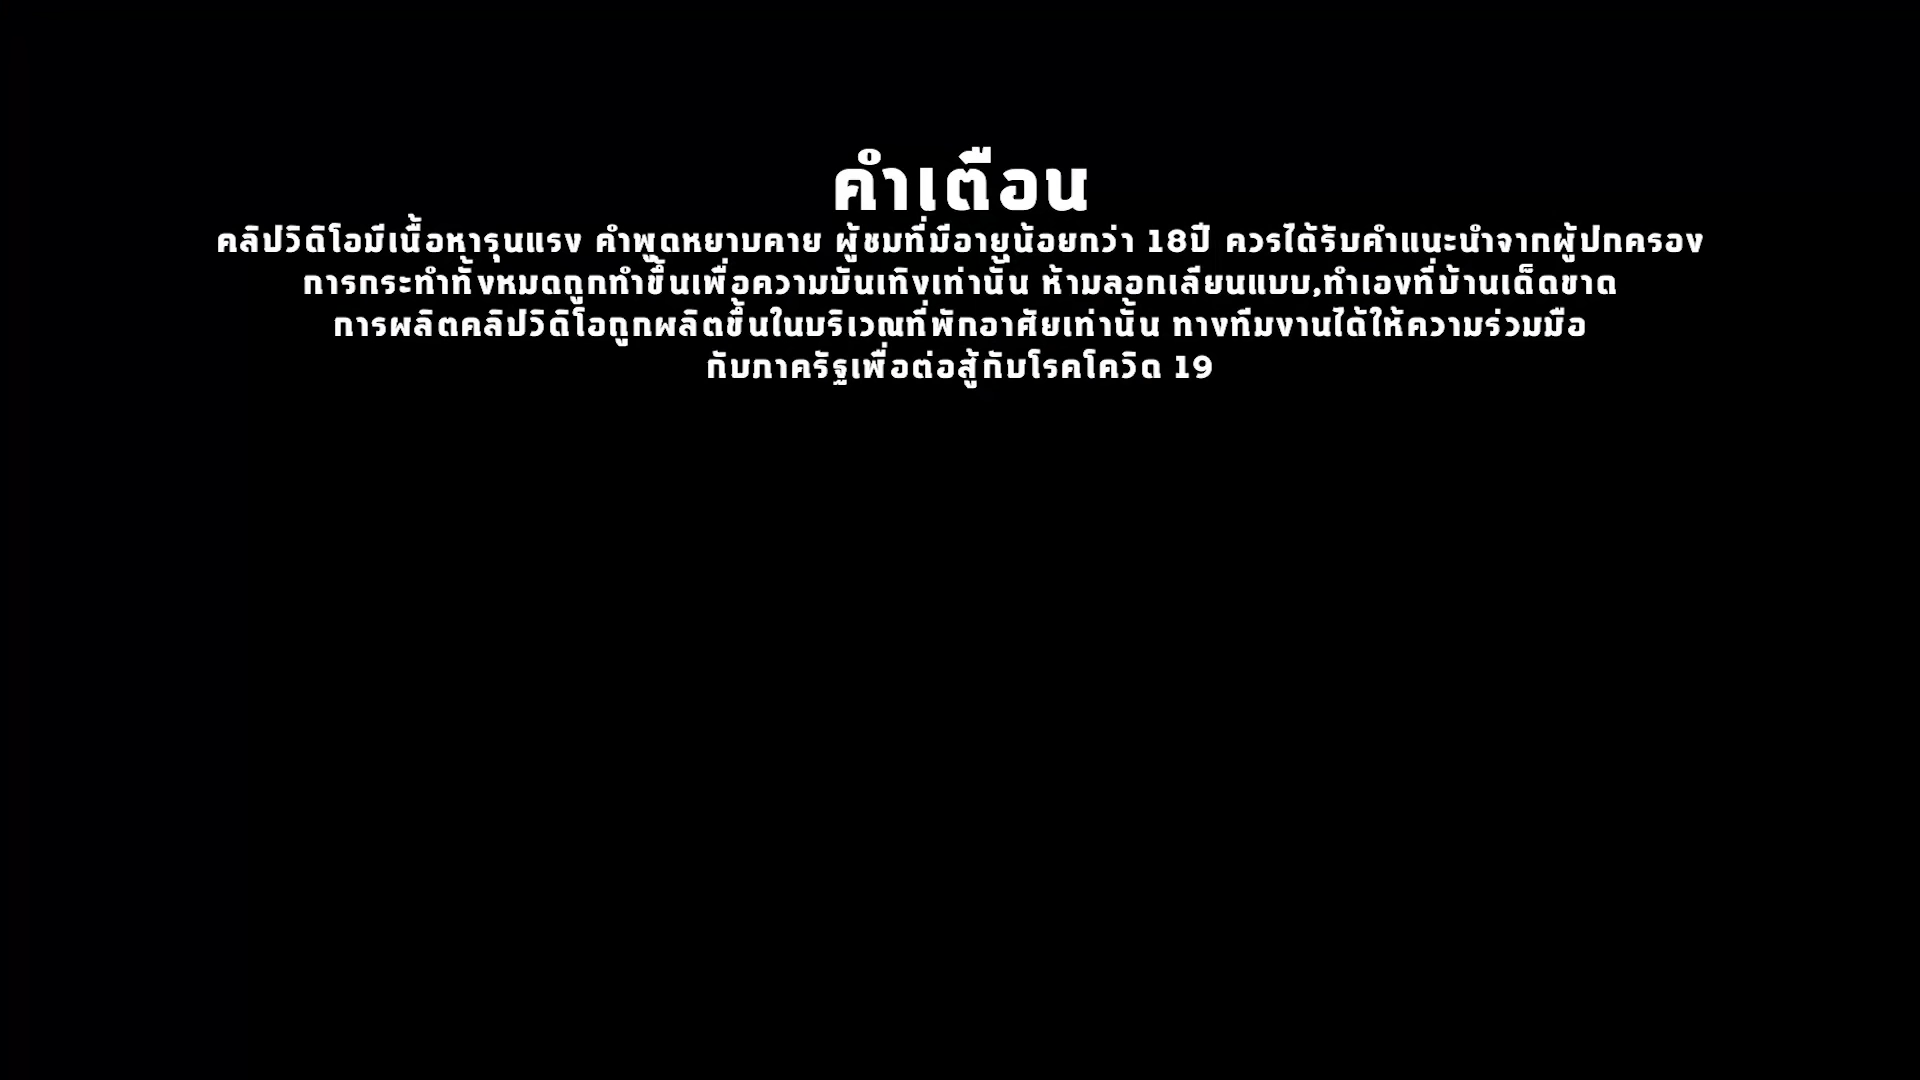 คำเตือน
คลิปวิดิโอมีเนื้อหารุนแรง คำพูดหยาบคาย ผู้ชมที่มีอายุน้อยกว่า 18ปี ควรได้รับคำแนะนำจากผู้ปกครอง
การกระทำทั้งหมดถูกทำขึ้นเพื่อความบันเทิงเท่านั้น ห้ามลอกเลียนแบบ,ทำเองที่บ้านเด็ดขาด
การผลิตคลิปวิดิโอถูกผลิตขึ้นในบริเวณที่พักอาศัยเท่านั้น ทางทีมงานได้ให้ความร่วมมือ
กับภาครัฐเพื่อต่อสู้กับโรคโควิด 19